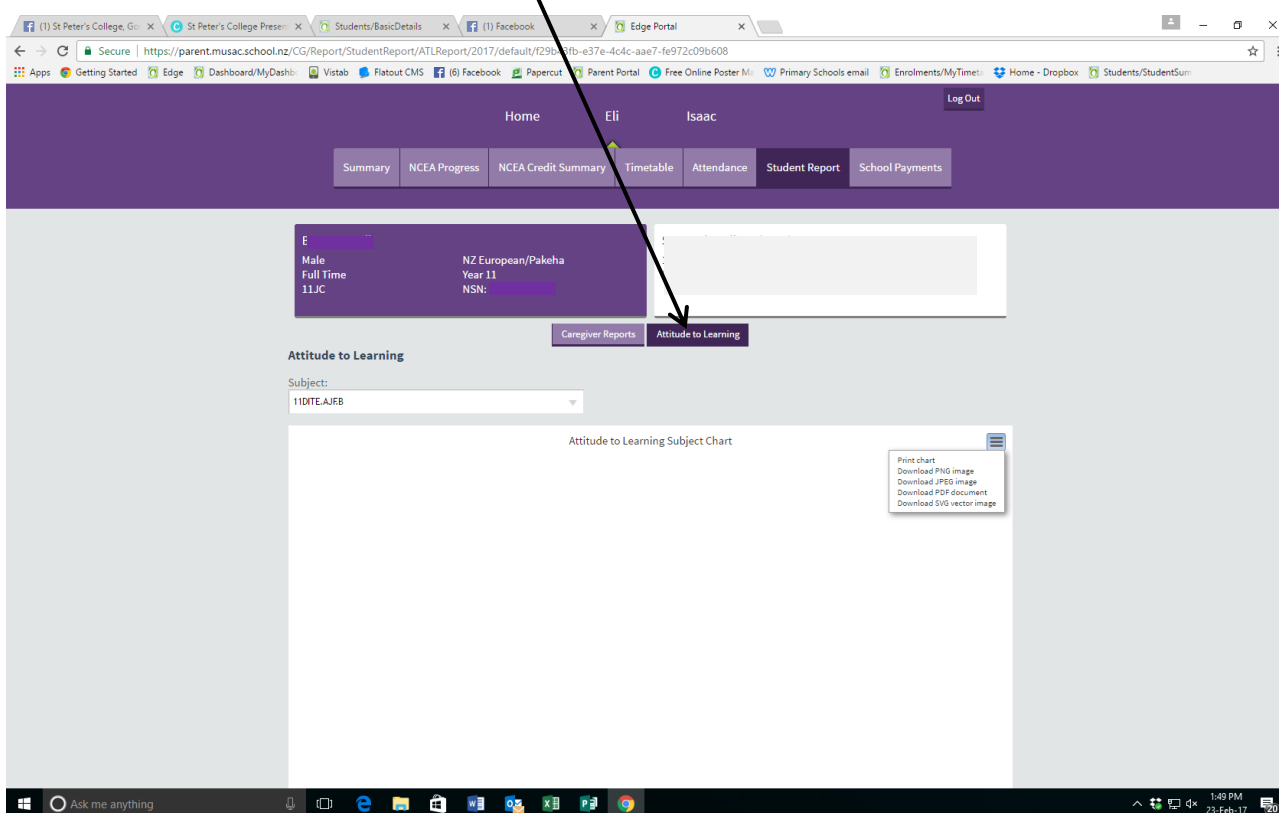 (1) St Peter's College, Go
St Peter's College Presen
Students/BasicDetails
(1) Facebook
Edge Portal
Secure
https://parent.musac.school.nz/CG/Report/StudentReport/ATLReport/2017/default/f29b43fb-e37e-4c4c-aae7-fe972c09b608
Apps Getting Started Edge Dashboard/MyDashb Vistab Flatout CMS (6) Facebook Papercut Parent Portal Free Online Poster Ma Primary Schools email Enrolments/MyTimeta Home - Dropbox Students/StudentSum
Log Out
Home Eli Isaac
Summary NCEA Progress NCEA Credit Summary Timetable Attendance Student Report School Payments
Male NZ European/Pakeha
Full Time Year 11
11JC NSN:
Caregiver Reports Attitude to Learning
Attitude to Learning
Subject:
11DITE.AJF.B
Attitude to Learning Subject Chart
Print chart
Download PNG image
Download JPEG image
Download PDF document
Download SVG vector image
Ask me anything
1:49 PM
23-Feb-17
20